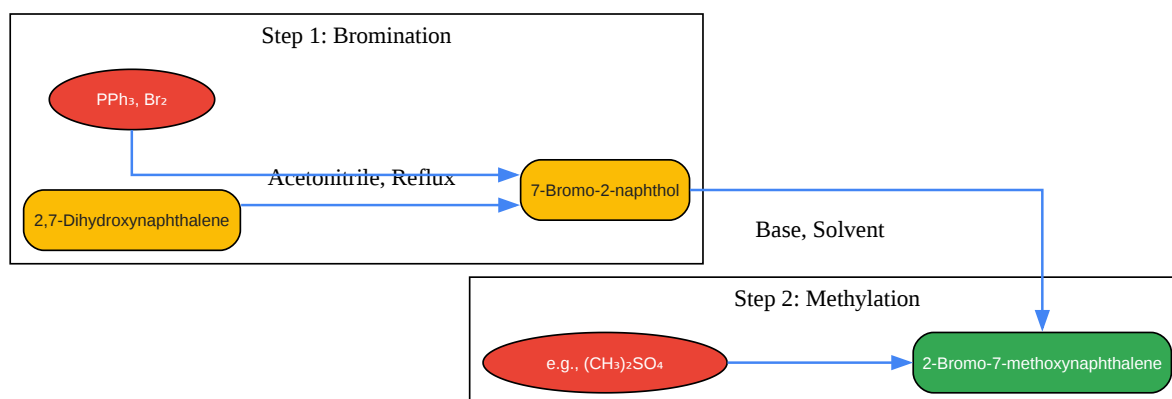 Step 1: Bromination
PPh₃, Br₂
Acetonitrile, Reflux
2,7-Dihydroxynaphthalene
7-Bromo-2-naphthol
Base, Solvent
Step 2: Methylation
e.g., (CH₃)₂SO₄
2-Bromo-7-methoxynaphthalene